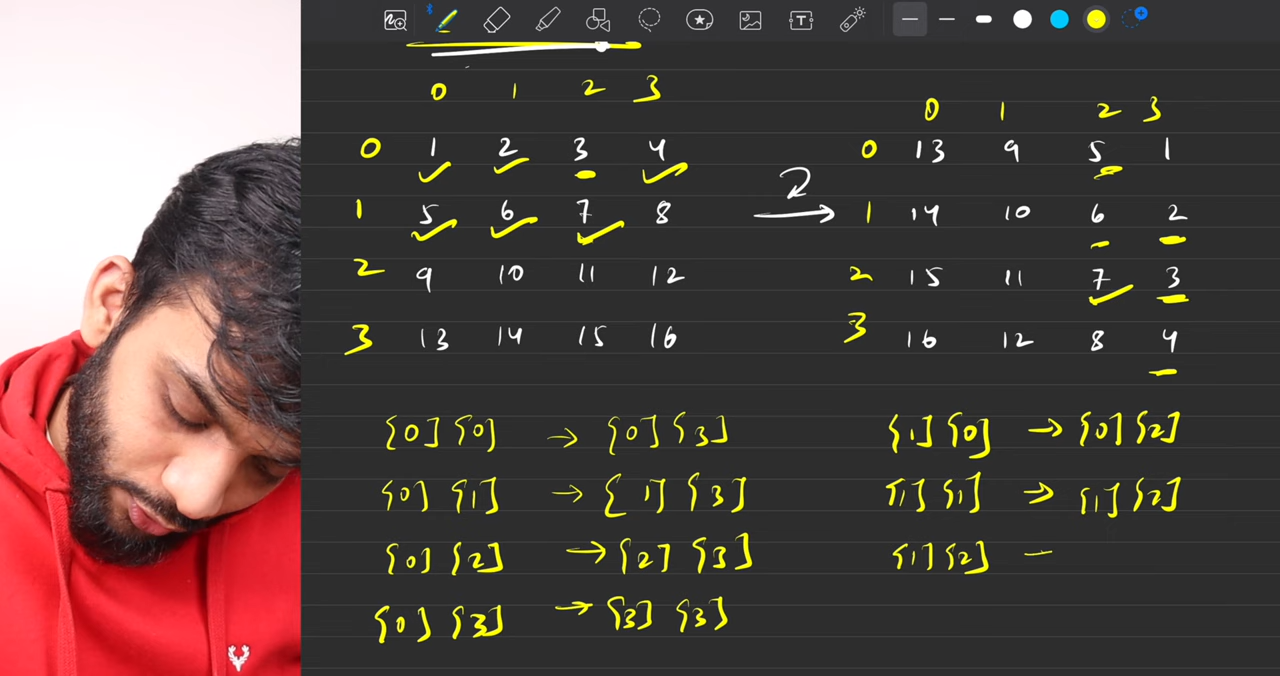 0 1 2 3
0 1 2 3 4
1 5 6 7 8
2 9 10 11 12
3 13 14 15 16
0 1 2 3
0 13 9 5 1
1 14 10 6 2
2 15 11 7 3
3 16 12 8 4
[0][0] → [0][3]
[0][1] → [1][3]
[0][2] → [2][3]
[0][3] → [3][3]
[1][0] → [0][2]
[1][1] → [1][2]
[1][2] –